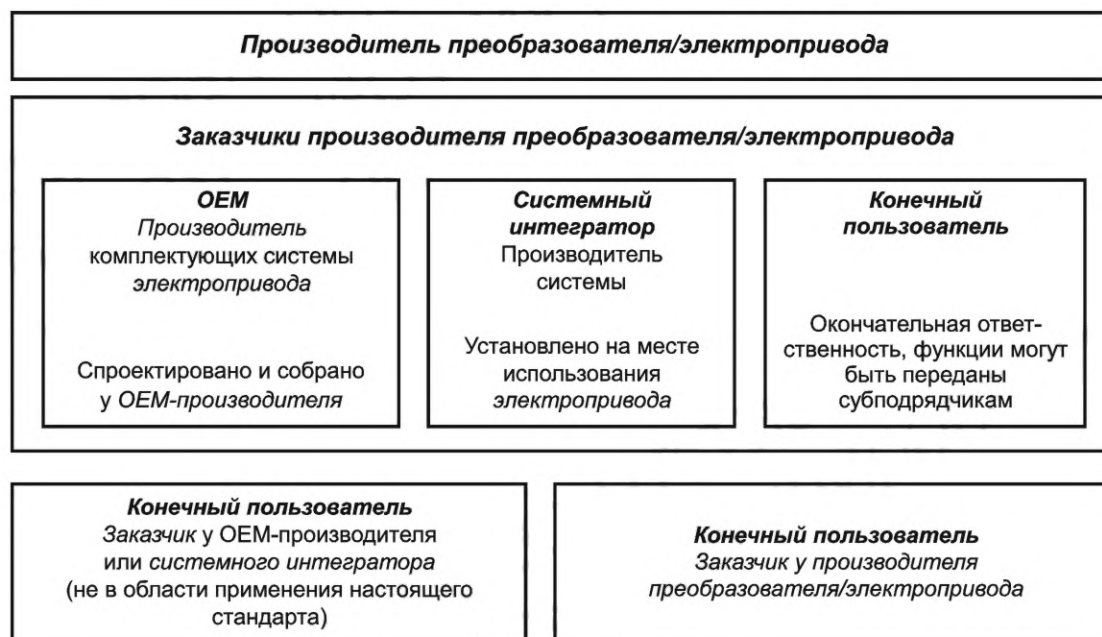 Производитель преобразователя/электропривода
Заказчики производителя преобразователя/электропривода
OEM
Производитель
комплектующих системы
электропривода
Спроектировано и собрано
у OEM-производителя
Системный
интегратор
Производитель
системы
Установлено на месте
использования
электропривода
Конечный
пользователь
Окончательная ответ-
ственность, функции могут
быть переданы
субподрядчикам
Конечный пользователь
Заказчик у OEM-производителя
или системного интегратора
(не в области применения настоящего
стандарта)
Конечный пользователь
Заказчик у производителя
преобразователя/электропривода